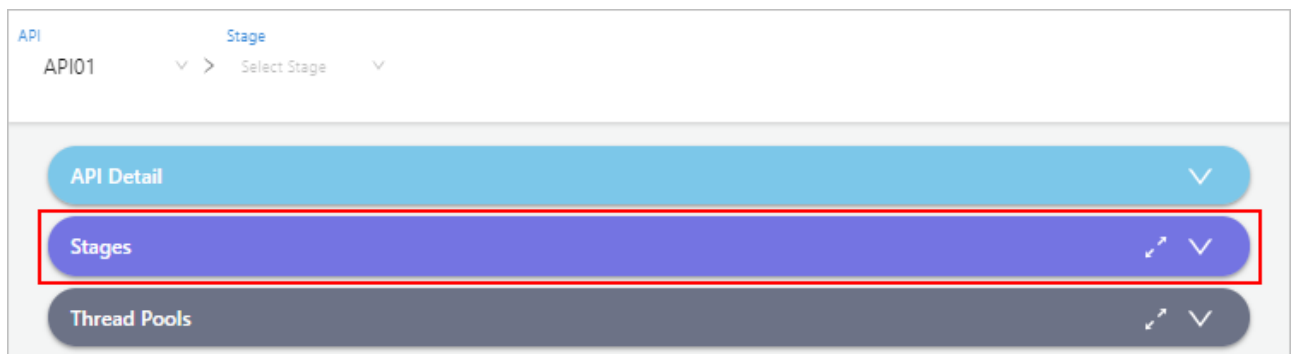 API Stage
API01 > Select Stage
API Detail
Stages
Thread Pools